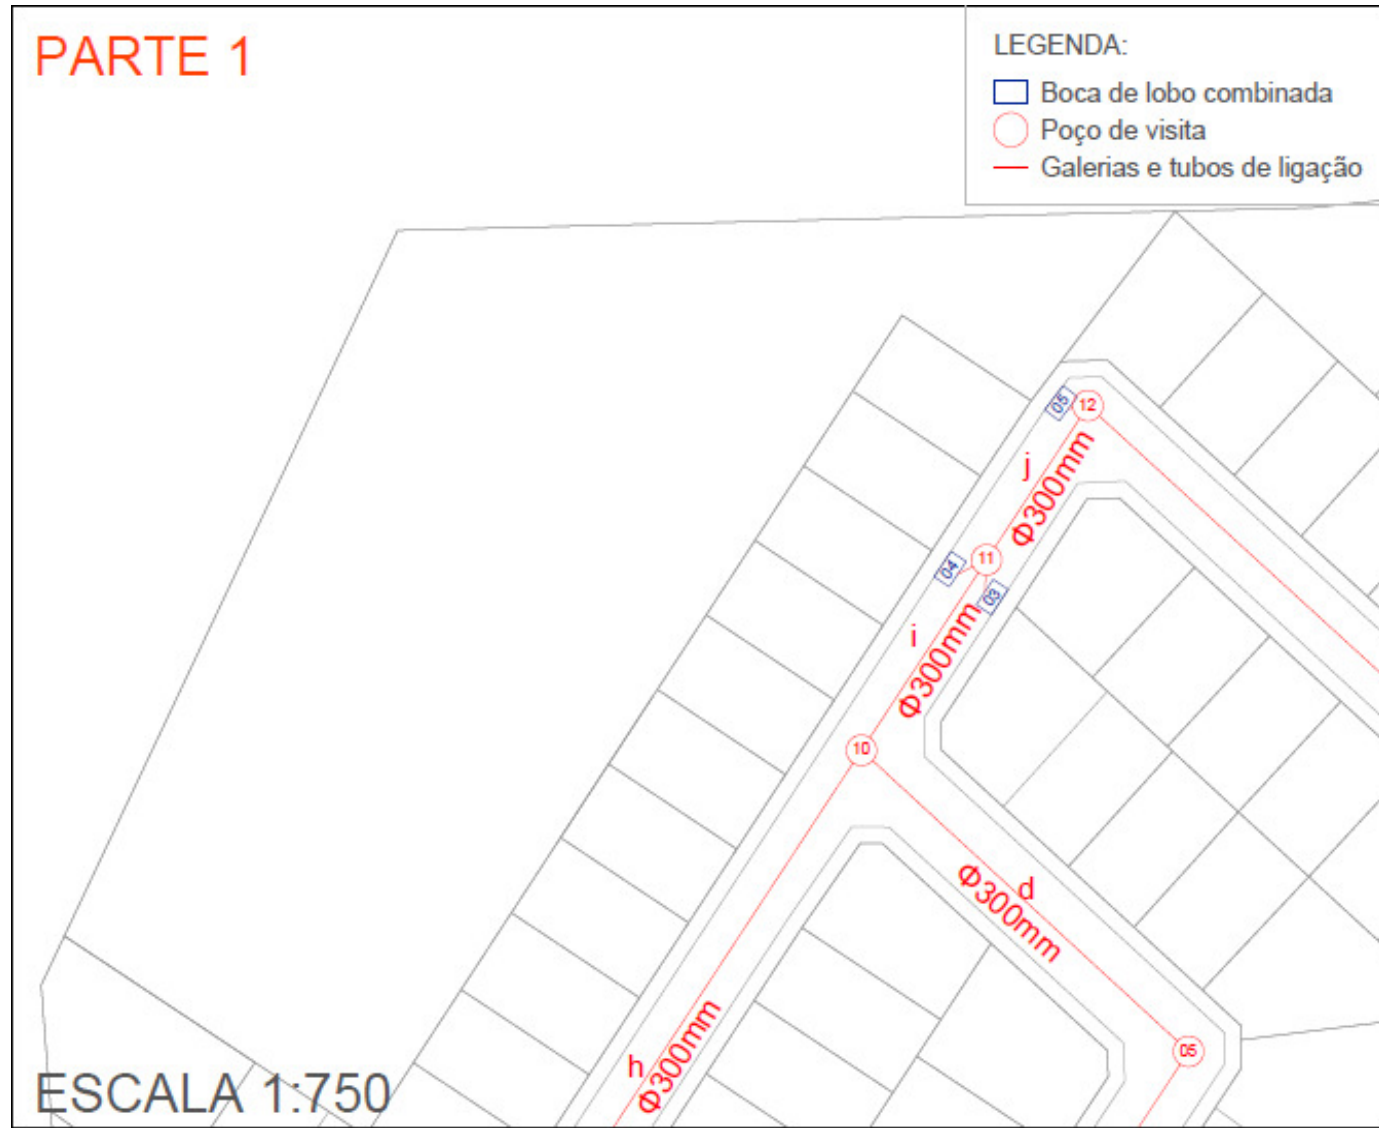 PARTE 1
LEGENDA:
Boca de lobo combinada
Poço de visita
Galerias e tubos de ligação
05
12
j
Φ300mm
04
11
03
i
Φ300mm
10
d
Φ300mm
05
h
Φ300mm
ESCALA 1:750